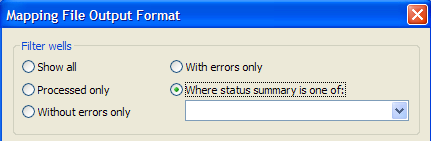 Mapping File Output Format
Filter wells
Show all
With errors only
Processed only
Where status summary is one of:
Without errors only